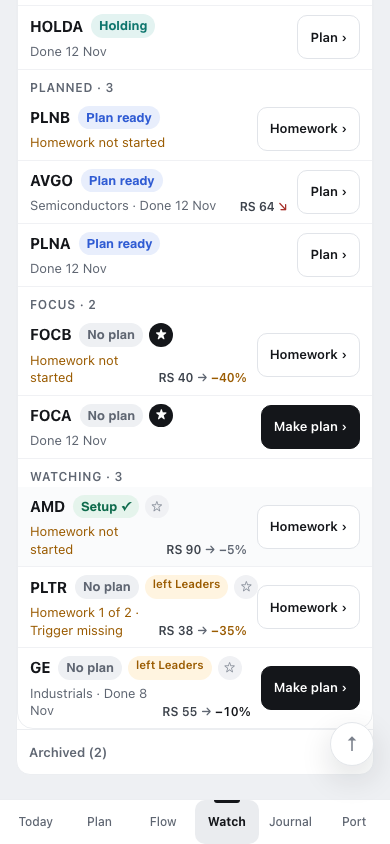 HOLDA Holding
Done 12 Nov
Plan ›
PLANNED · 3
PLNB Plan ready
Homework not started
Homework ›
AVGO Plan ready
Semiconductors · Done 12 Nov RS 64 ↘
Plan ›
PLNA Plan ready
Done 12 Nov
Plan ›
FOCUS · 2
FOCB No plan ★
Homework not
started RS 40 → −40%
Homework ›
FOCA No plan ★
Done 12 Nov
Make plan ›
WATCHING · 3
AMD Setup ✓ ☆
Homework not
started RS 90 → −5%
Homework ›
PLTR No plan left Leaders ☆
Homework 1 of 2 ·
Trigger missing RS 38 → −35%
Homework ›
GE No plan left Leaders ☆
Industrials · Done 8
Nov RS 55 → −10%
Make plan ›
Archived (2)
↑
Today Plan Flow Watch Journal Port